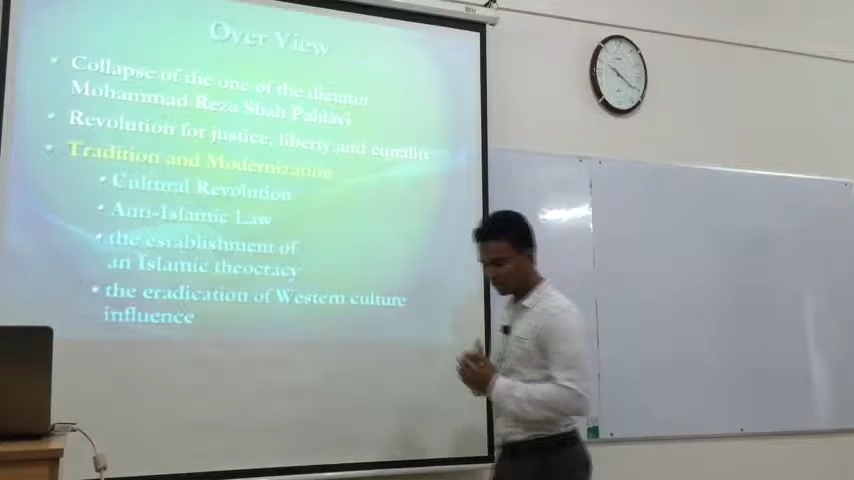 Over View
• Collapse of the one of the dictator
Mohammad Reza Shah Pahlavi
• Revolution for justice, liberty and equality
• Tradition and Modernization
• Cultural Revolution
• Anti-Islamic Law
• the establishment of
an Islamic theocracy
• the eradication of Western culture
influence